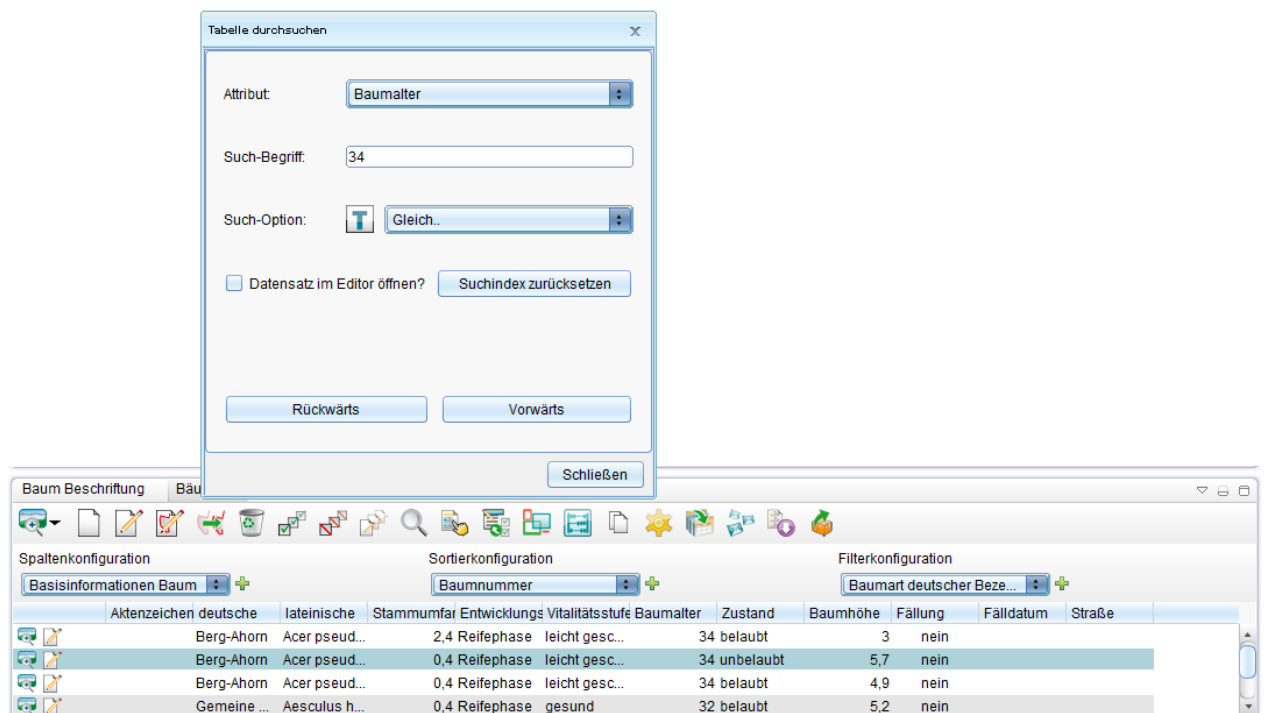 Tabelle durchsuchen x
Attribut: Baumalter
Such-Begriff: 34
Such-Option: T Gleich..
Datensatz im Editor öffnen? Suchindex zurücksetzen
Rückwärts Vorwärts
Schließen
Baum Beschriftung Bäu
Spaltenkonfiguration Sortierkonfiguration Filterkonfiguration
Basisinformationen Baum Baumnummer Baumart deutscher Beze...
Aktenzeichen deutsche lateinische Stammumfar Entwicklungs Vitalitätsstufe Baumalter Zustand Baumhöhe Fällung Fälldatum Straße
Berg-Ahorn Acer pseud... 2,4 Reifephase leicht gesc... 34 belaubt 3 nein
Berg-Ahorn Acer pseud... 0,4 Reifephase leicht gesc... 34 unbelaubt 5,7 nein
Berg-Ahorn Acer pseud... 0,4 Reifephase leicht gesc... 34 belaubt 4,9 nein
Gemeine ... Aesculus h... 0,4 Reifephase gesund 32 belaubt 5,2 nein